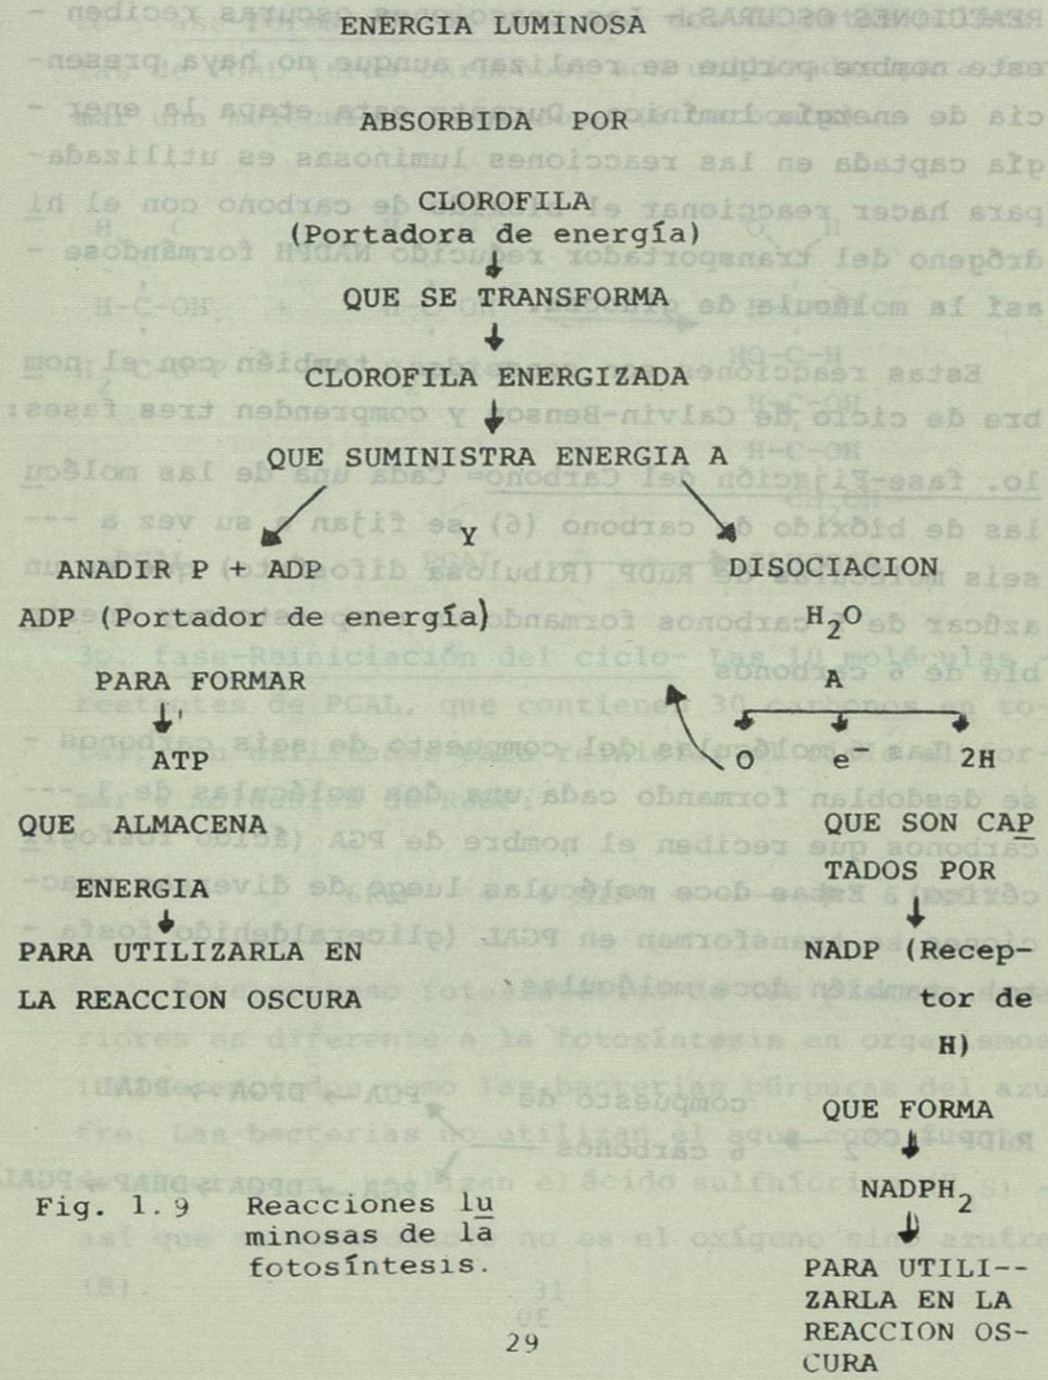 ENERGIA LUMINOSA
ABSORBIDA POR
CLOROFILA
(Portadora de energía)
QUE SE TRANSFORMA
CLOROFILA ENERGIZADA
QUE SUMINISTRA ENERGIA A
Y
ANADIR P + ADP
ADP (Portador de energía)
PARA FORMAR
ATP
QUE ALMACENA
ENERGIA
PARA UTILIZARLA EN
LA REACCION OSCURA
DISOCIACION
H2O
A
O e− 2H
QUE SON CAP
TADOS POR
NADP (Recep-
tor de
H)
QUE FORMA
NADPH2
PARA UTILI--
ZARLA EN LA
REACCION OS-
CURA
Fig. 1.9 Reacciones lu
minosas de la
fotosíntesis.
29